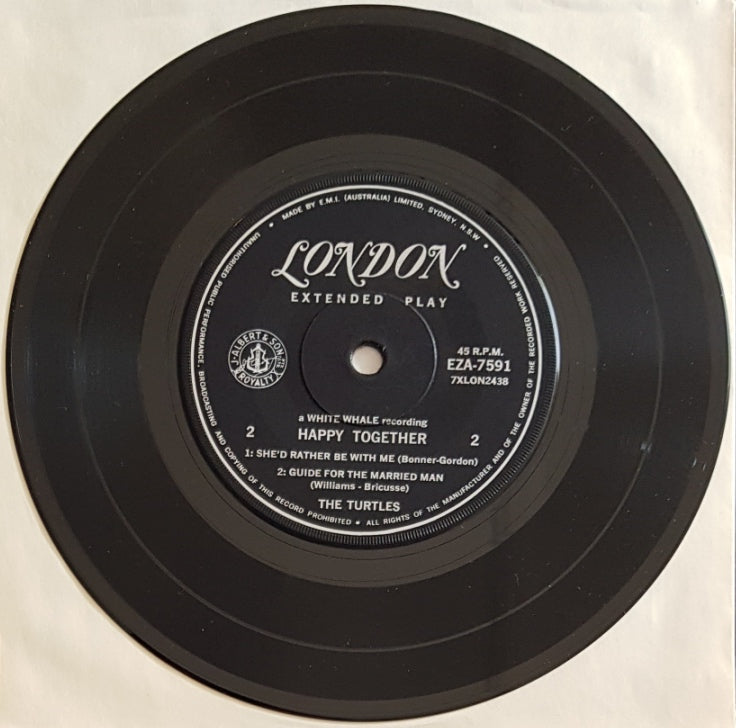 MADE BY E.M.I. (AUSTRALIA) LIMITED, SYDNEY, N.S.W
UNAUTHORISED PUBLIC PERFORMANCE, BROADCASTING AND COPYING OF THIS RECORD PROHIBITED • ALL RIGHTS OF THE MANUFACTURER AND OF THE OWNER OF THE RECORDED WORK RESERVED
LONDON
EXTENDED PLAY
J. ALBERT & SON
ROYALTY
45 R.P.M.
EZA-7591
7XLON2438
a WHITE WHALE recording
2 HAPPY TOGETHER 2
1: SHE'D RATHER BE WITH ME (Bonner-Gordon)
2: GUIDE FOR THE MARRIED MAN
(Williams - Bricusse)
THE TURTLES